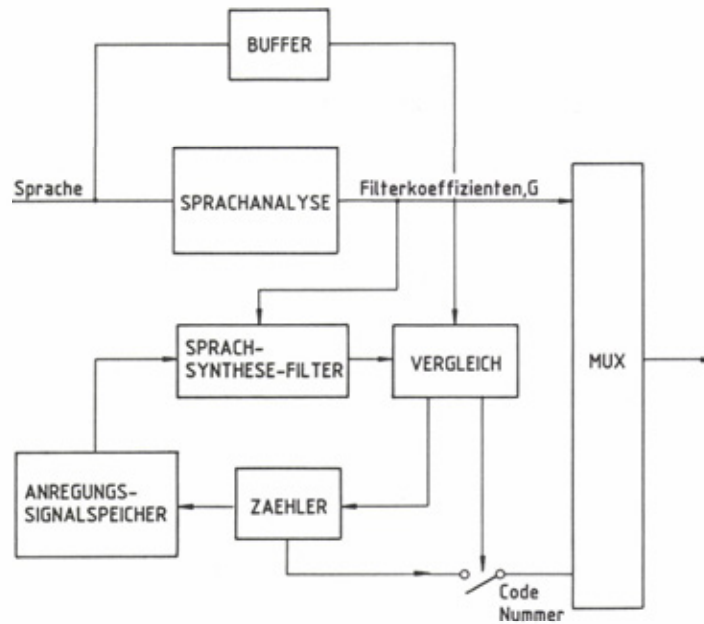 BUFFER
Sprache
SPRACHANALYSE
Filterkoeffizienten,G
SPRACH-
SYNTHESE-FILTER
VERGLEICH
MUX
ANREGUNGS-
SIGNALSPEICHER
ZAEHLER
Code
Nummer